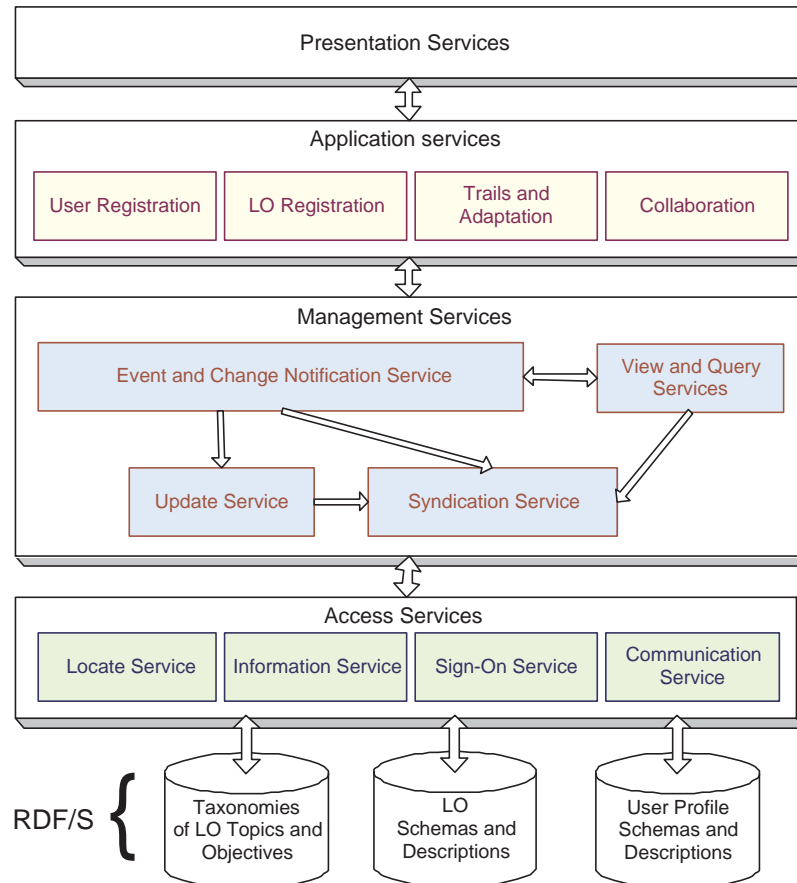 Presentation Services
Application services
User Registration
LO Registration
Trails and
Adaptation
Collaboration
Management Services
Event and Change Notification Service
View and Query
Services
Update Service
Syndication Service
Access Services
Locate Service
Information Service
Sign-On Service
Communication
Service
RDF/S
Taxonomies
of LO Topics and
Objectives
LO
Schemas and
Descriptions
User Profile
Schemas and
Descriptions